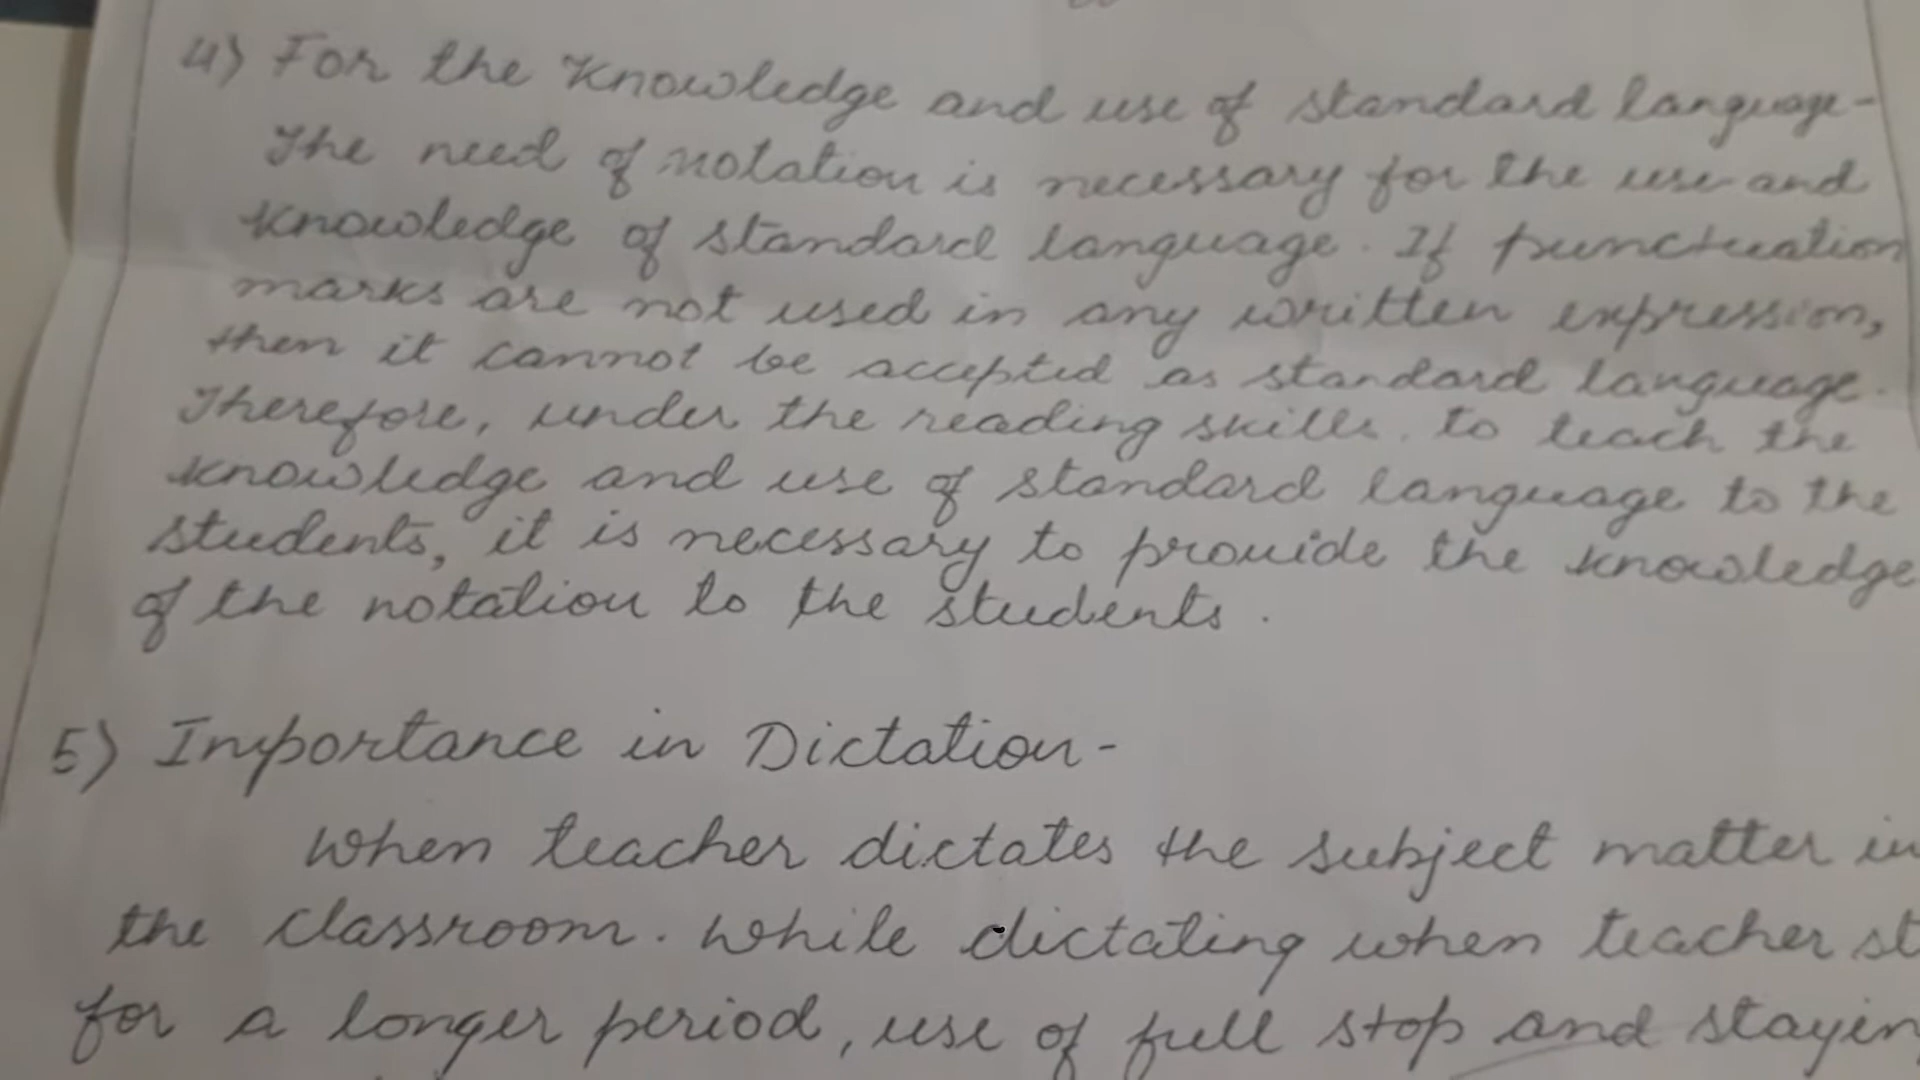 4) For the Knowledge and use of standard language-
The need of notation is necessary for the use and
knowledge of standard language. If punctuation
marks are not used in any written expression,
then it cannot be accepted as standard language.
Therefore, under the reading skills, to teach the
knowledge and use of standard language to the
students, it is necessary to provide the knowledge
of the notation to the students.
5) Importance in Dictation-
When teacher dictates the subject matter in
the classroom. While dictating when teacher st
for a longer period, use of full stop and stayin